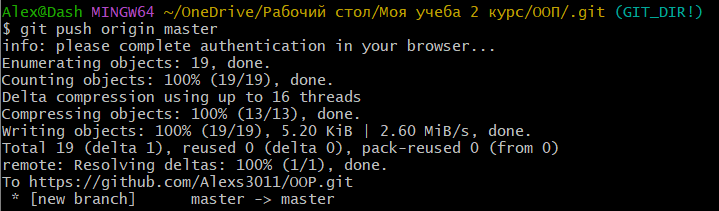 Alex@Dash MINGW64 ~/OneDrive/Рабочий стол/Моя учеба 2 курс/ООП/.git (GIT_DIR!)
$ git push origin master
info: please complete authentication in your browser...
Enumerating objects: 19, done.
Counting objects: 100% (19/19), done.
Delta compression using up to 16 threads
Compressing objects: 100% (13/13), done.
Writing objects: 100% (19/19), 5.20 KiB | 2.60 MiB/s, done.
Total 19 (delta 1), reused 0 (delta 0), pack-reused 0 (from 0)
remote: Resolving deltas: 100% (1/1), done.
To https://github.com/Alexs3011/OOP.git
 * [new branch]      master -> master